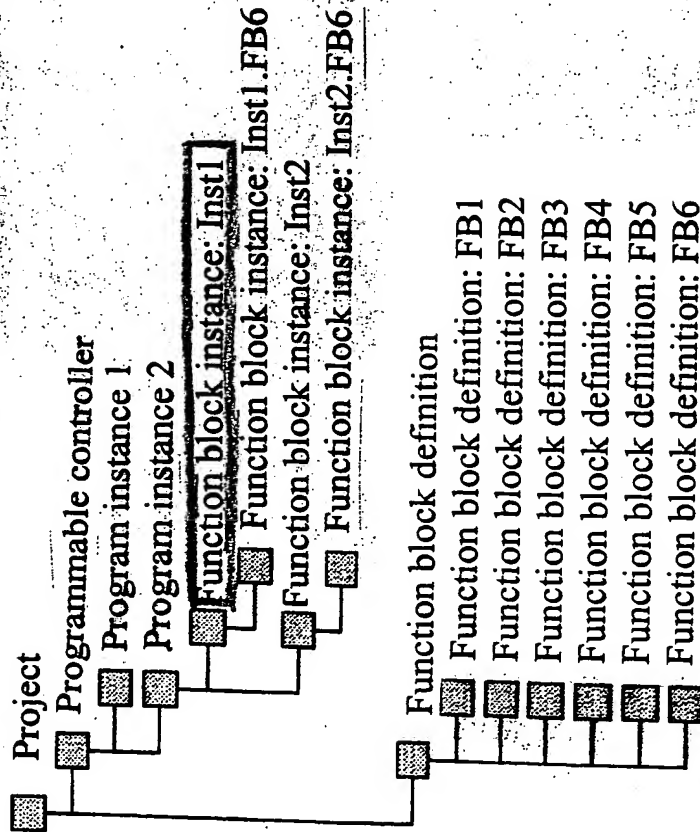 Project
Programmable controller
Program instance 1
Program instance 2
Function block instance: Inst1
Function block instance: Inst1.FB6
Function block instance: Inst2
Function block instance: Inst2.FB6
Function block definition
Function block definition: FB1
Function block definition: FB2
Function block definition: FB3
Function block definition: FB4
Function block definition: FB5
Function block definition: FB6